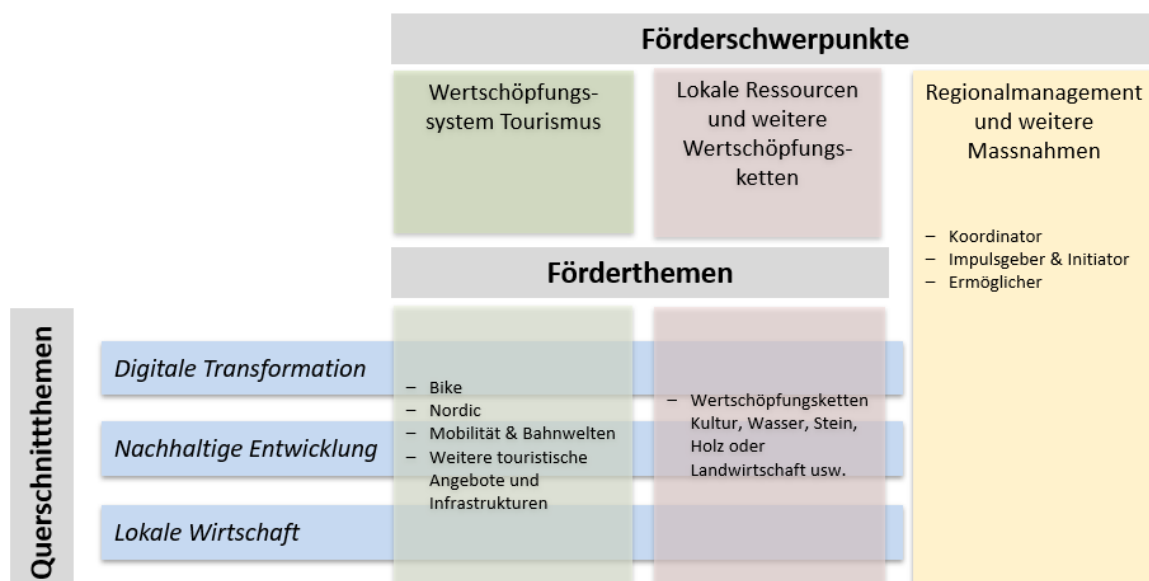 Förderschwerpunkte
Wertschöpfungs-
system Tourismus
Lokale Ressourcen
und weitere
Wertschöpfungs-
ketten
Regionalmanagement
und weitere
Massnahmen
– Koordinator
– Impulsgeber & Initiator
– Ermöglicher
Förderthemen
Querschnittthemen
Digitale Transformation
Nachhaltige Entwicklung
Lokale Wirtschaft
– Bike
– Nordic
– Mobilität & Bahnwelten
– Weitere touristische
Angebote und
Infrastrukturen
– Wertschöpfungsketten
Kultur, Wasser, Stein,
Holz oder
Landwirtschaft usw.